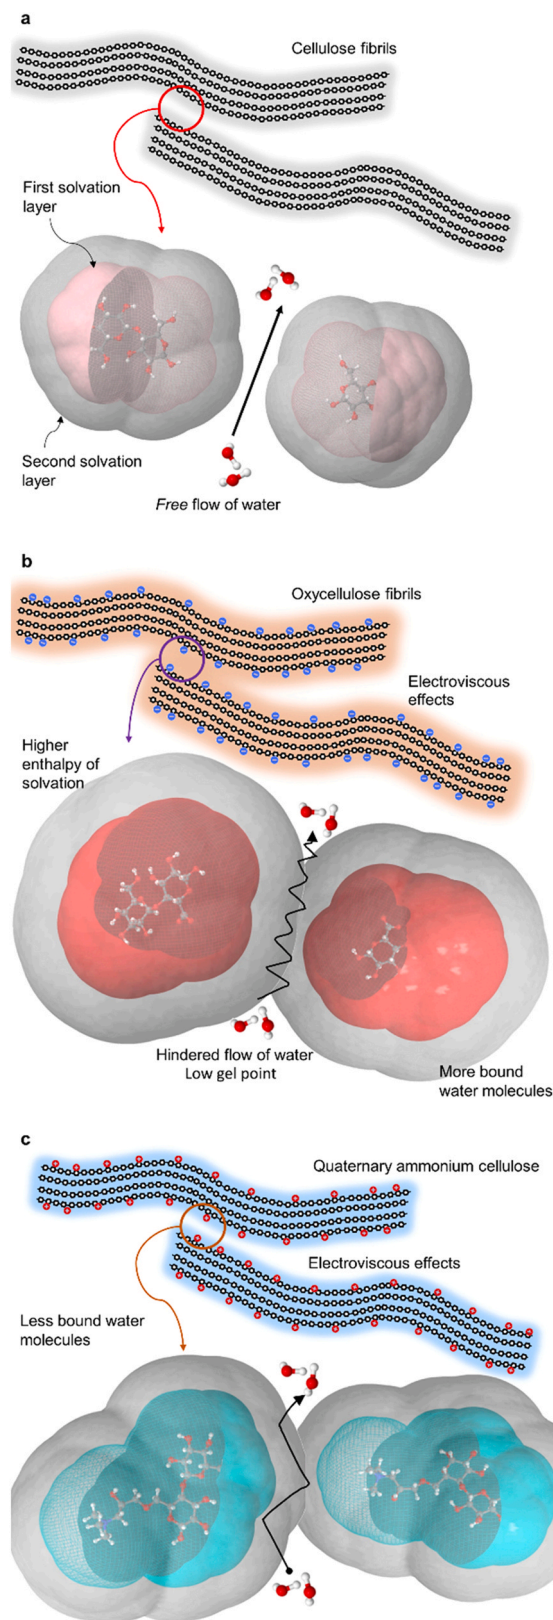 a
Cellulose fibrils
First solvation
layer
Second solvation
layer
Free flow of water
b
Oxycellulose fibrils
Electroviscous
effects
Higher
enthalpy of
solvation
Hindered flow of water
Low gel point
More bound
water molecules
c
Quaternary ammonium cellulose
Electroviscous effects
Less bound water
molecules